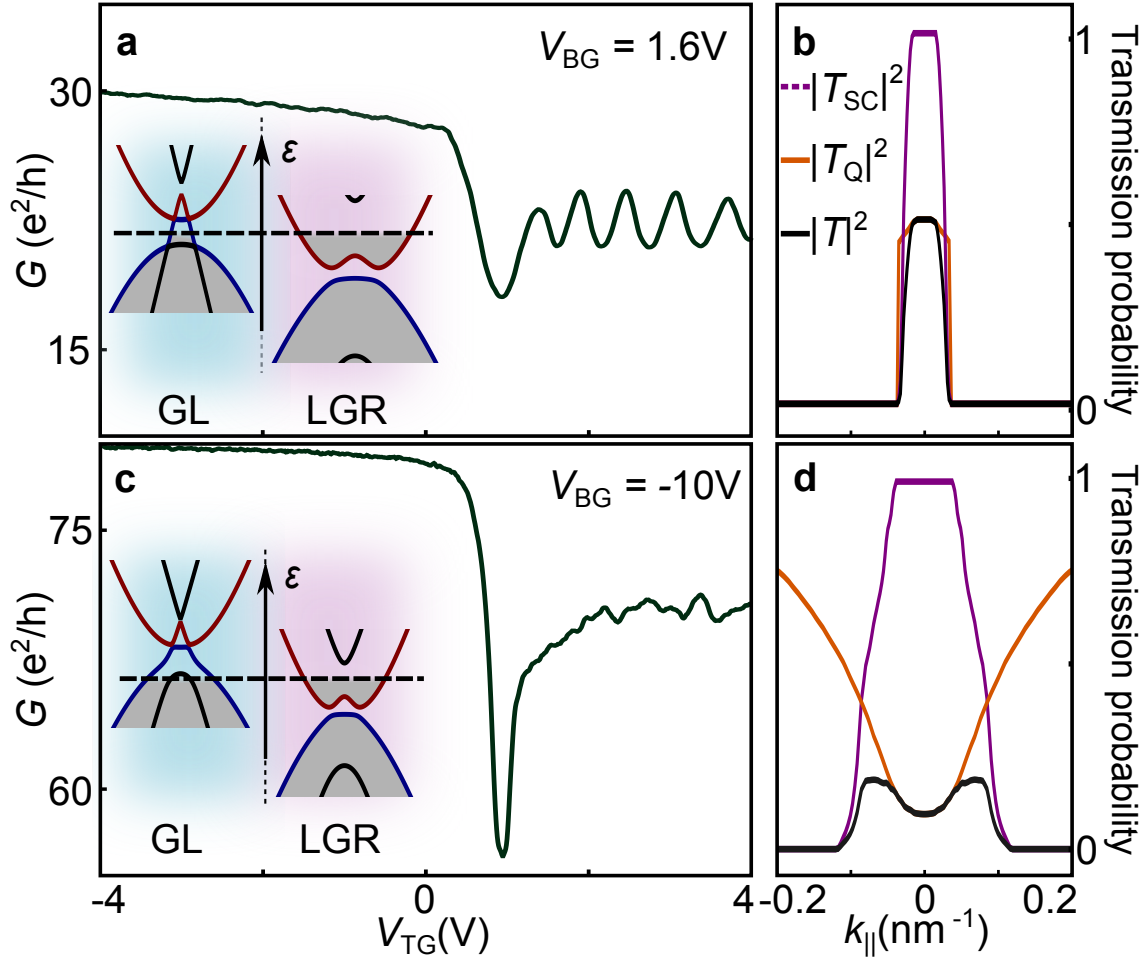 a
V_BG = 1.6V
30
15
G (e²/h)
ε
GL
LGR
b
1
0
Transmission probability
|T_SC|²
|T_Q|²
|T|²
c
V_BG = -10V
75
60
G (e²/h)
ε
GL
LGR
-4
0
4
V_TG(V)
d
1
0
Transmission probability
-0.2
0
0.2
k_||(nm⁻¹)